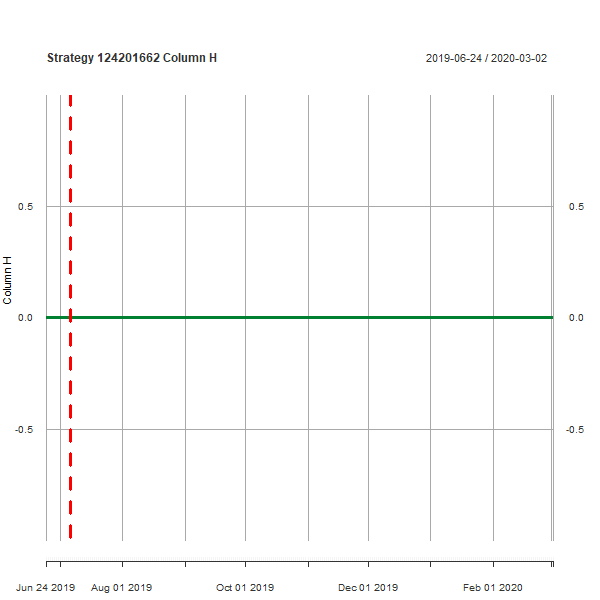 Strategy 124201662 Column H
2019-06-24 / 2020-03-02
0.5
0.5
Column H
0.0
0.0
-0.5
-0.5
Jun 24 2019
Aug 01 2019
Oct 01 2019
Dec 01 2019
Feb 01 2020